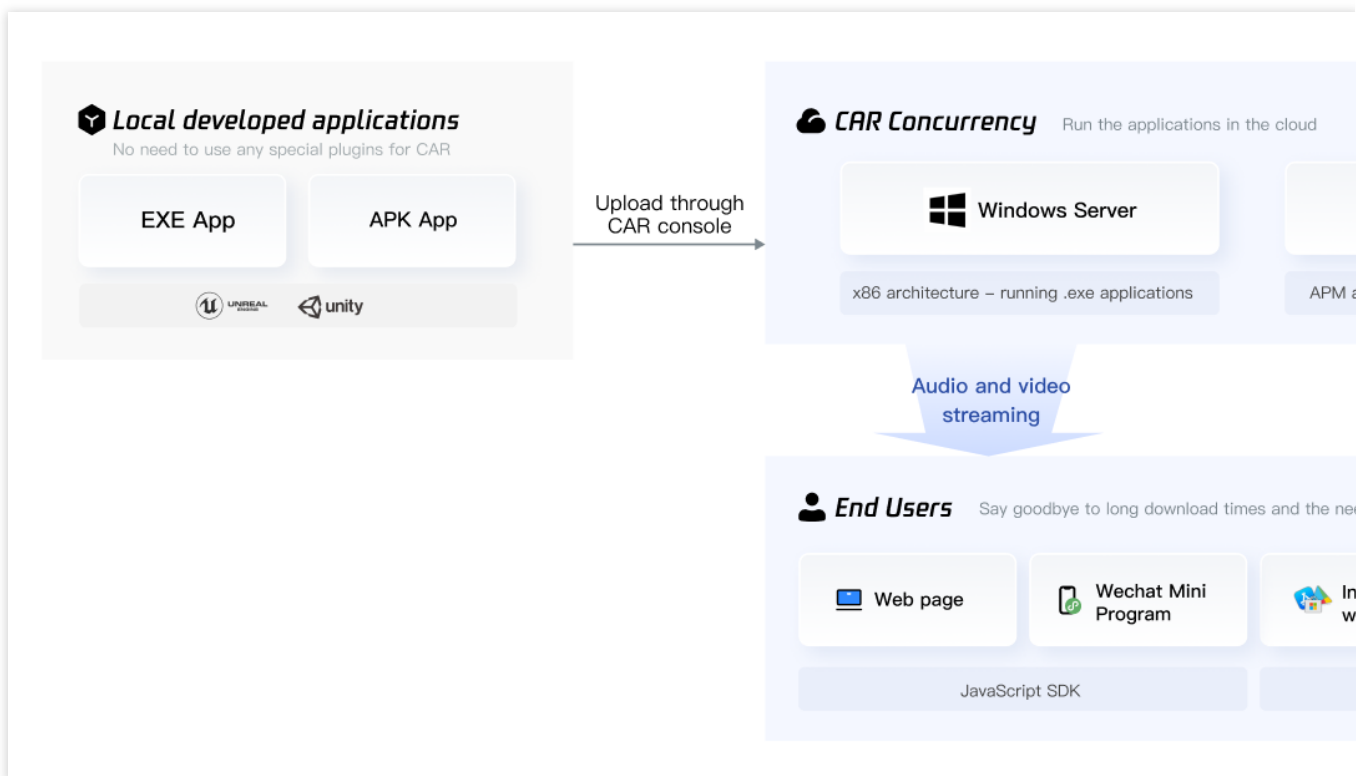 Local developed applications
No need to use any special plugins for CAR
EXE App
APK App
UNREAL
unity
Upload through
CAR console
CAR Concurrency
Run the applications in the cloud
Windows Server
x86 architecture – running .exe applications
APM
Audio and video
streaming
End Users
Say goodbye to long download times and the
Web page
Wechat Mini
Program
JavaScript SDK